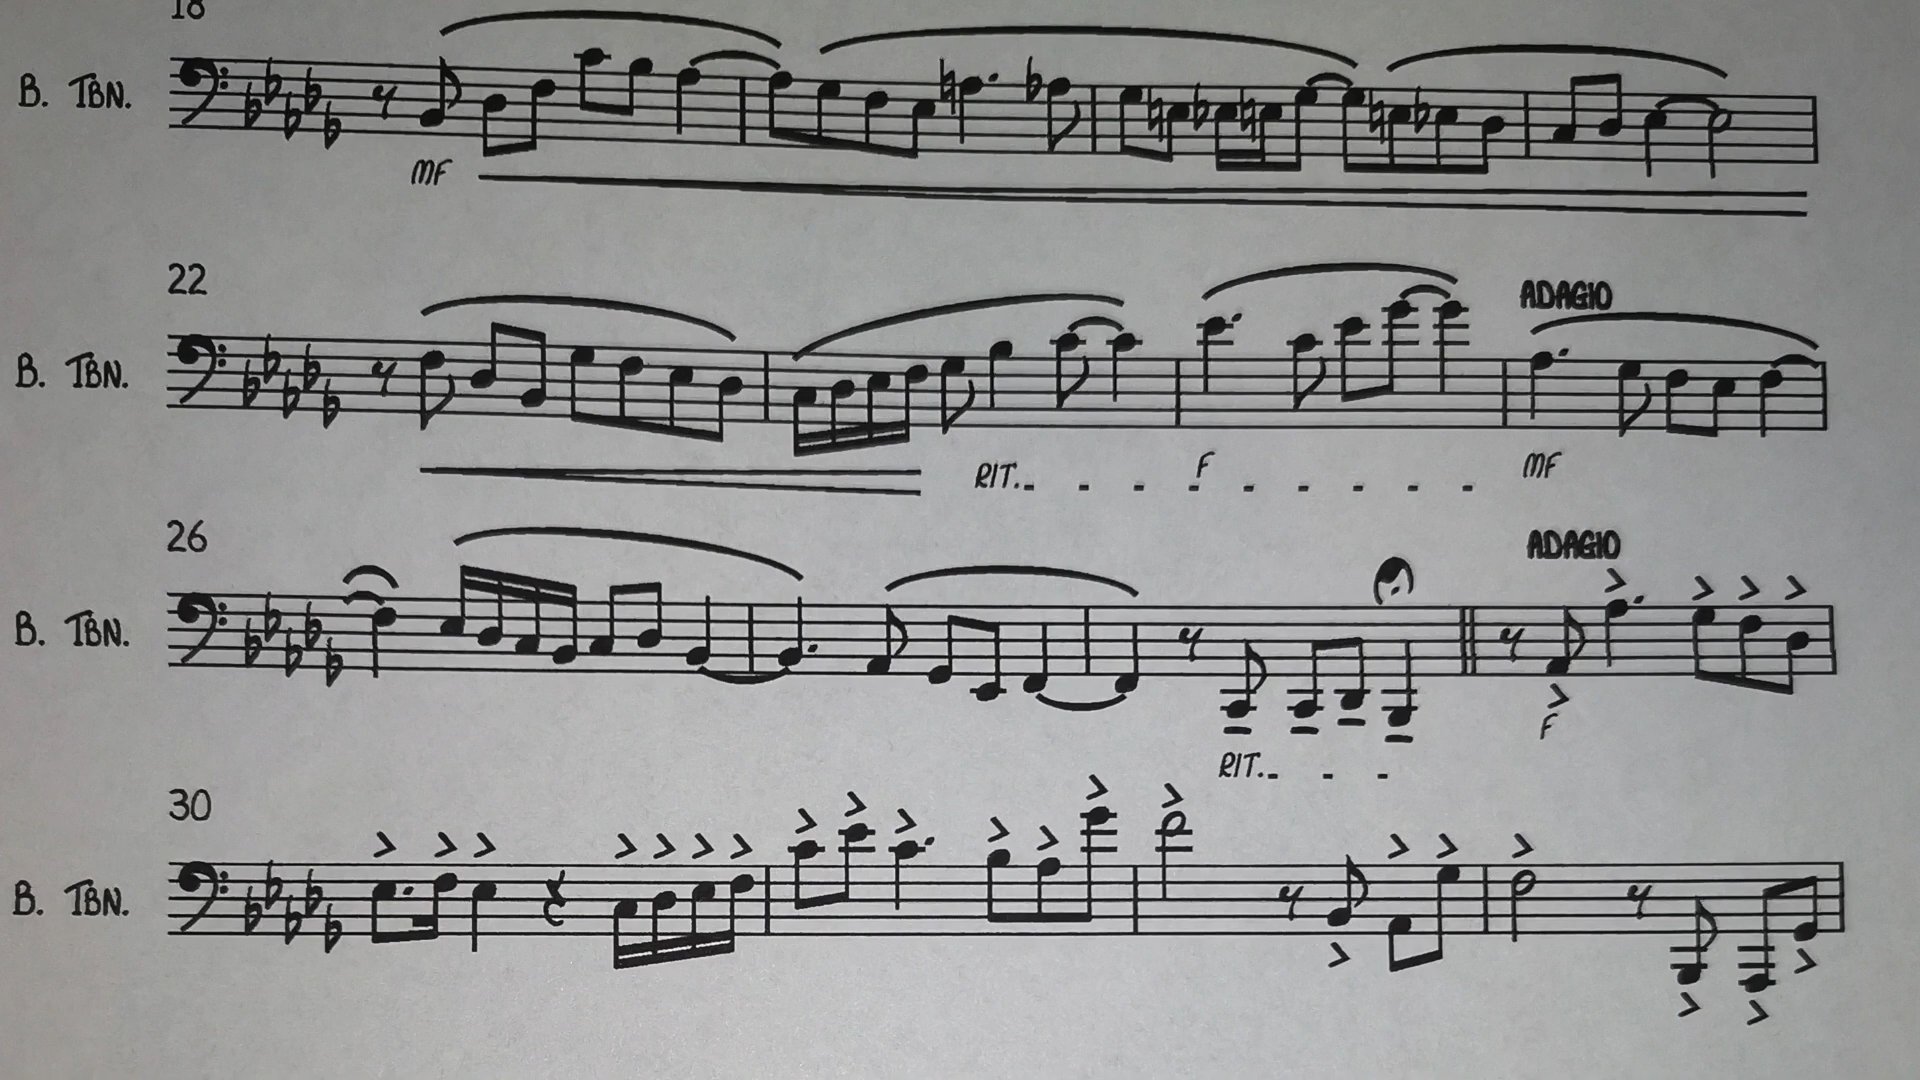 18
B. TBN.
MF
22
ADAGIO
B. TBN.
RIT.
F
MF
26
ADAGIO
B. TBN.
F
RIT.
30
B. TBN.